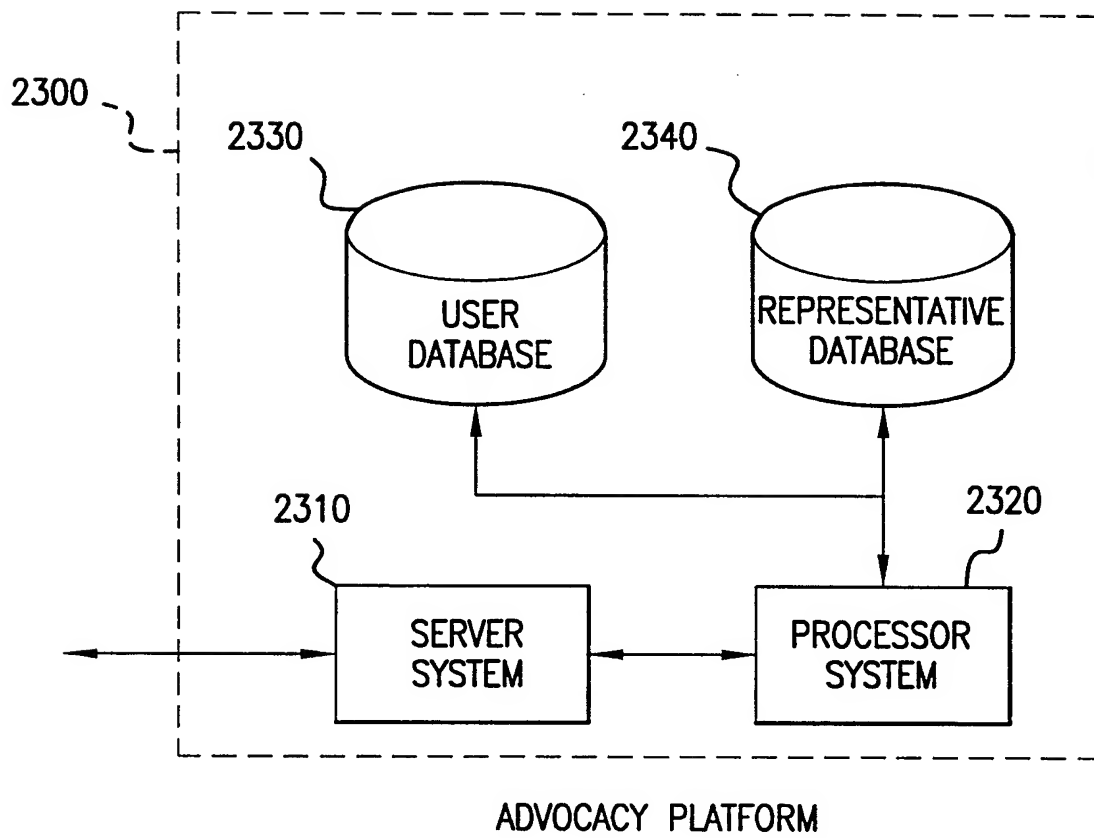 2300
2330
2340
USER
DATABASE
REPRESENTATIVE
DATABASE
2310
2320
SERVER
SYSTEM
PROCESSOR
SYSTEM
ADVOCACY PLATFORM